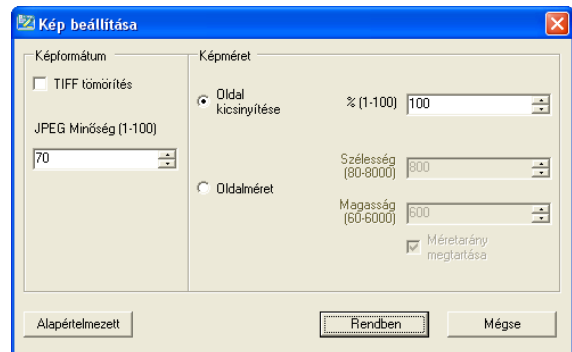 Kép beállítása
Képformátum
TIFF tömörítés
JPEG Minőség (1-100)
70
Képméret
Oldal
kicsinyítése
% (1-100)
100
Oldalméret
Szélesség
(80-8000)
800
Magasság
(60-6000)
600
Méretarány
megtartása
Alapértelmezett
Rendben
Mégse